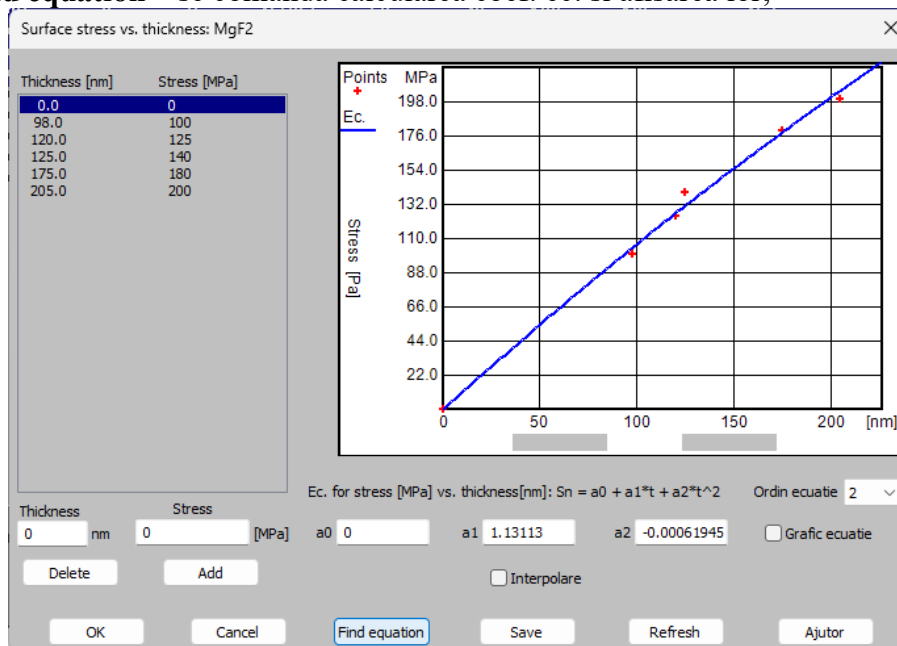 equation
Surface stress vs. thickness: MgF2
Thickness [nm] Stress [MPa]
0.0 0
98.0 100
120.0 125
125.0 140
175.0 180
205.0 200
Points MPa
Ec.
198.0
176.0
154.0
132.0
110.0
88.0
66.0
44.0
22.0
Stress [Pa]
0 50 100 150 200 [nm]
Ec. for stress [MPa] vs. thickness[nm]: Sn = a0 + a1*t + a2*t^2 Ordin ecuatie 2
Thickness Stress
0 nm 0 [MPa] a0 0 a1 1.13113 a2 -0.00061945 Grafic ecuatie
Delete Add Interpolare
OK Cancel Find equation Save Refresh Ajutor